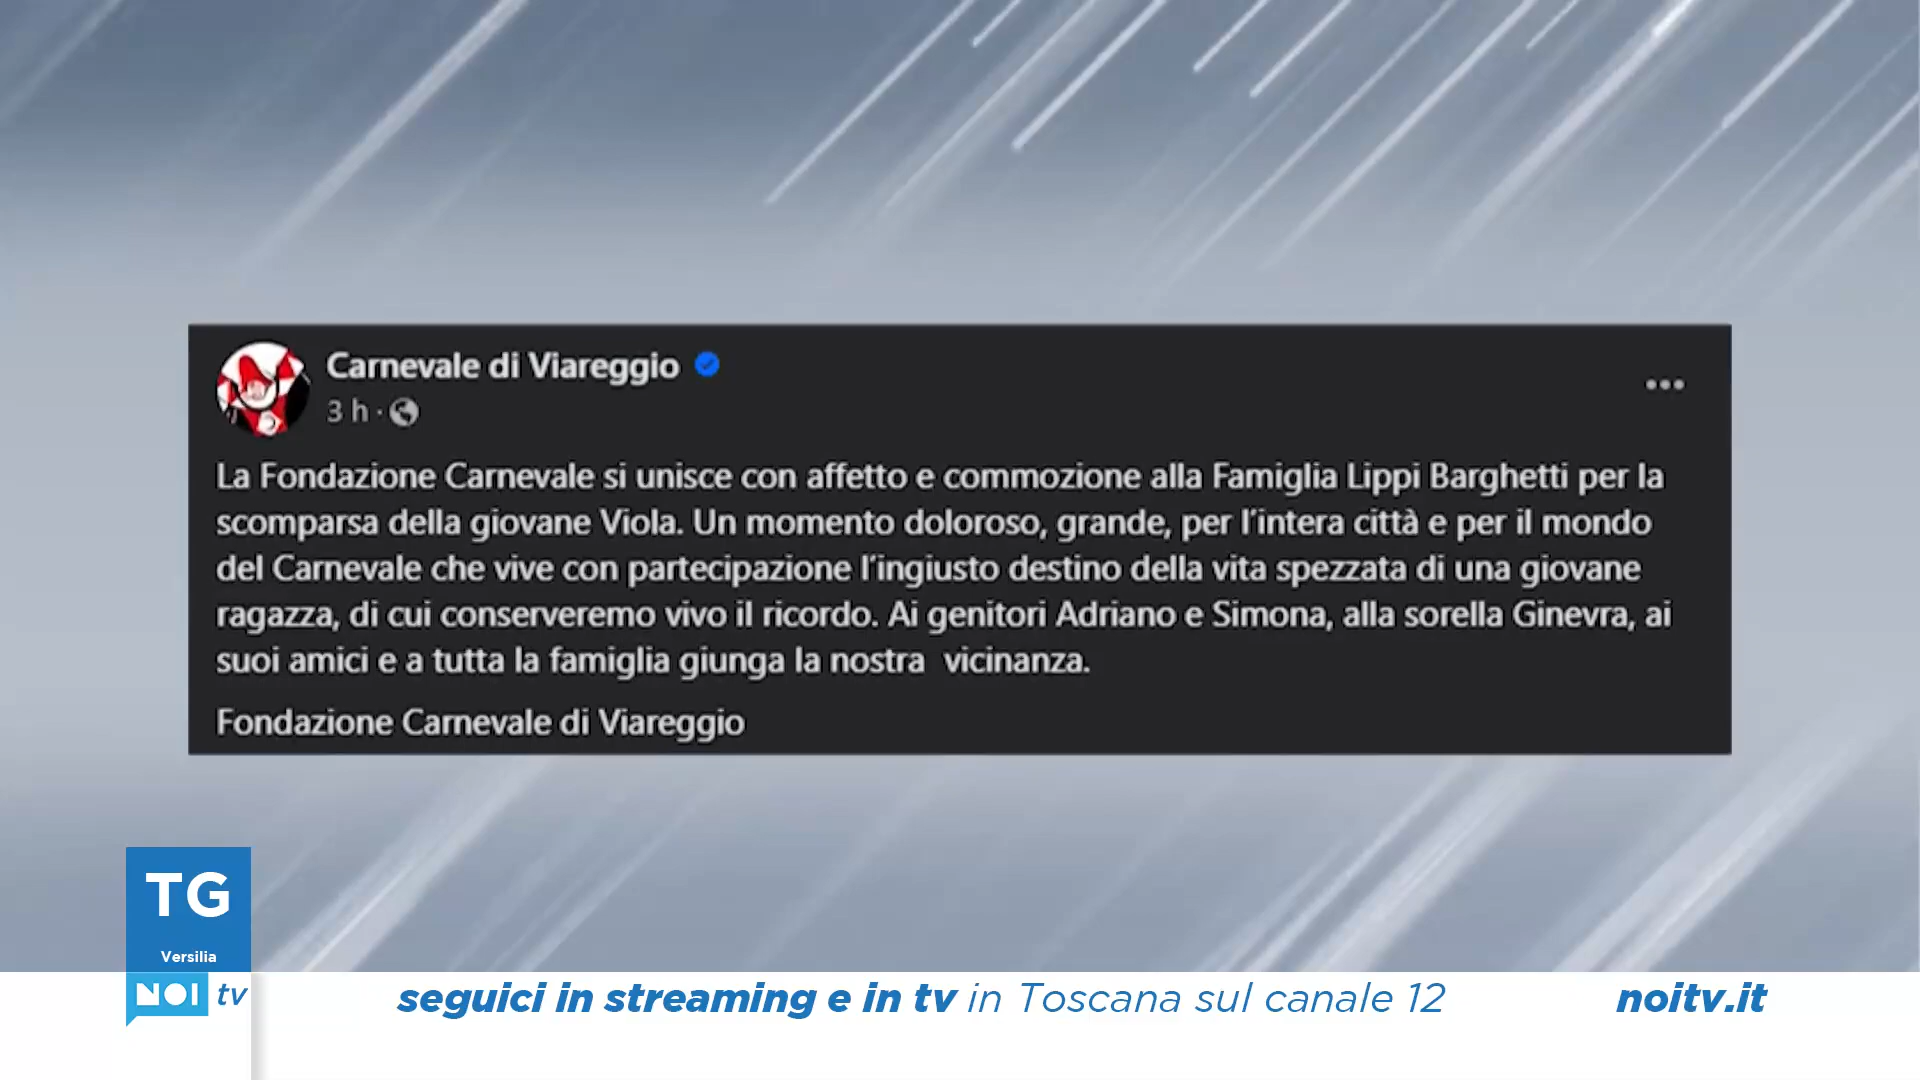 Carnevale di Viareggio
3 h ·
La Fondazione Carnevale si unisce con affetto e commozione alla Famiglia Lippi Barghetti per la
scomparsa della giovane Viola. Un momento doloroso, grande, per l'intera città e per il mondo
del Carnevale che vive con partecipazione l'ingiusto destino della vita spezzata di una giovane
ragazza, di cui conserveremo vivo il ricordo. Ai genitori Adriano e Simona, alla sorella Ginevra, ai
suoi amici e a tutta la famiglia giunga la nostra  vicinanza.
Fondazione Carnevale di Viareggio
TG
Versilia
NOI tv
seguici in streaming e in tv in Toscana sul canale 12
noitv.it